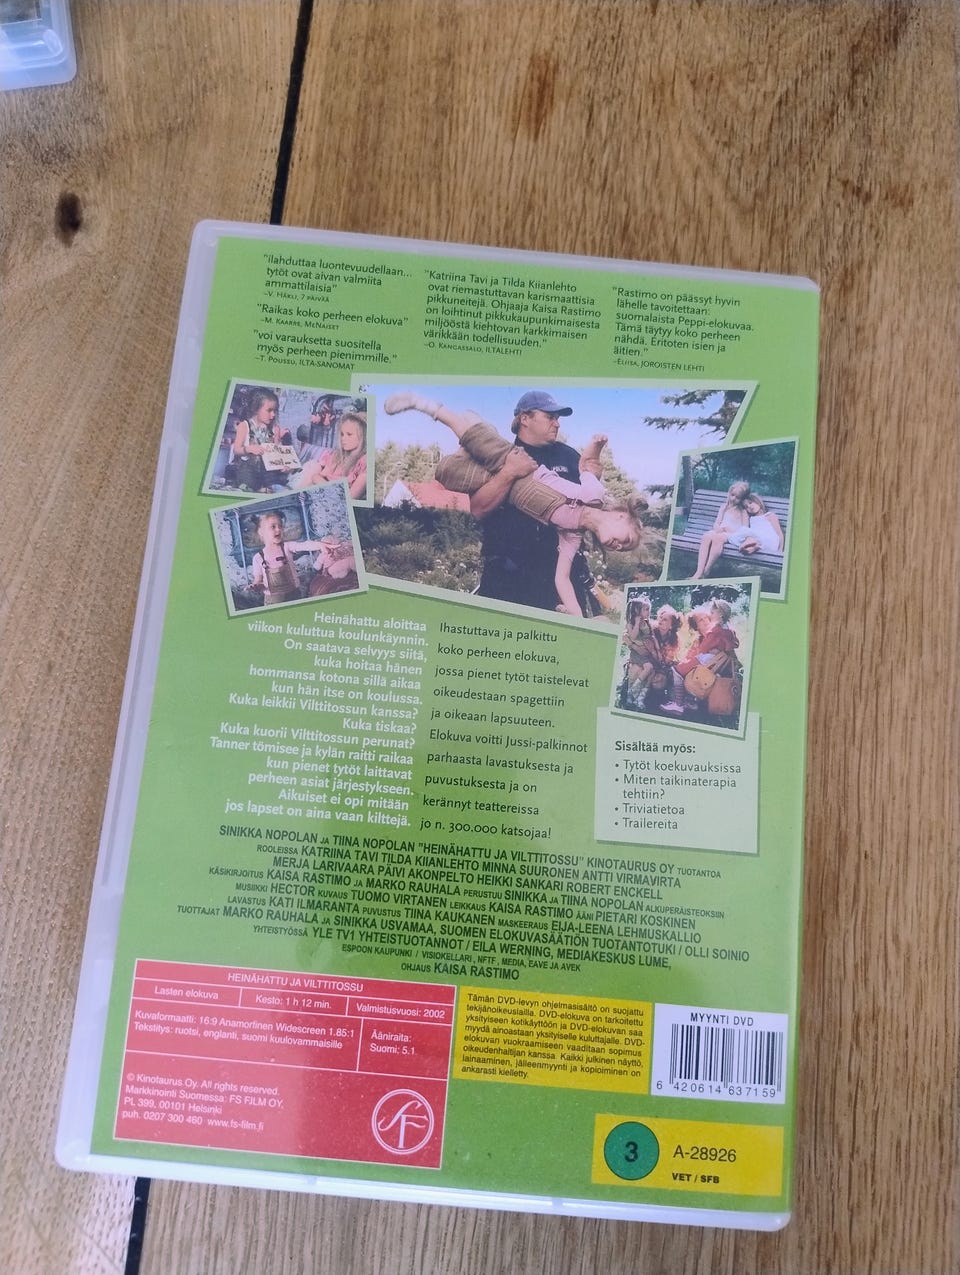 "ilahduttaa luontevuudellaan...
tytöt ovat aivan valmiita
ammattilaisia"
–V. Häkli, 7 PÄIVÄÄ
"Raikas koko perheen elokuva"
–M. Kaarre, MeNaiset
"voi varauksetta suositella
myös perheen pienimmille."
–T. Poussu, ILTA-SANOMAT
"Katriina Tavi ja Tilda Kiianlehto
ovat riemastuttavan karismaattisia
pikkuneitejä. Ohjaaja Kaisa Rastimo
on loihtinut pikkukaupunkimaisesta
miljööstä kiehtovan karkkimaisen
värikkään todellisuuden."
–O. Kangassalo, ILTALEHTI
"Rastimo on päässyt hyvin
lähelle tavoitettaan:
suomalaista Peppi-elokuvaa.
Tämä täytyy koko perheen
nähdä. Eritoten isien ja
äitien."
–Eliisa, JOROISTEN LEHTI
POLIISI
Heinähattu aloittaa
viikon kuluttua koulunkäynnin.
On saatava selvyys siitä,
kuka hoitaa hänen
hommansa kotona sillä aikaa
kun hän itse on koulussa.
Kuka leikkii Vilttitossun kanssa?
Kuka tiskaa?
Kuka kuorii Vilttitossun perunat?
Tanner tömisee ja kylän raitti raikaa
kun pienet tytöt laittavat
perheen asiat järjestykseen.
Aikuiset ei opi mitään
jos lapset on aina vaan kilttejä.
Ihastuttava ja palkittu
koko perheen elokuva,
jossa pienet tytöt taistelevat
oikeudestaan spagettiin
ja oikeaan lapsuuteen.
Elokuva voitti Jussi-palkinnot
parhaasta lavastuksesta ja
puvustuksesta ja on
kerännyt teattereissa
jo n. 300.000 katsojaa!
Sisältää myös:
• Tytöt koekuvauksissa
• Miten taikinaterapia
tehtiin?
• Triviatietoa
• Trailereita
SINIKKA NOPOLAN JA TIINA NOPOLAN "HEINÄHATTU JA VILTTITOSSU" KINOTAURUS OY TUOTANTOA
ROOLEISSA KATRIINA TAVI TILDA KIIANLEHTO MINNA SUURONEN ANTTI VIRMAVIRTA
MERJA LARIVAARA PÄIVI AKONPELTO HEIKKI SANKARI ROBERT ENCKELL
KÄSIKIRJOITUS KAISA RASTIMO JA MARKO RAUHALA PERUSTUU SINIKKA JA TIINA NOPOLAN ALKUPERÄISTEOKSIIN
MUSIIKKI HECTOR KUVAUS TUOMO VIRTANEN LEIKKAUS KAISA RASTIMO ÄÄNI PIETARI KOSKINEN
LAVASTUS KATI ILMARANTA PUVUSTUS TIINA KAUKANEN MASKEERAUS EIJA-LEENA LEHMUSKALLIO
TUOTTAJAT MARKO RAUHALA JA SINIKKA USVAMAA, SUOMEN ELOKUVASÄÄTIÖN TUOTANTOTUKI / OLLI SOINIO
YHTEISTYÖSSÄ YLE TV1 YHTEISTUOTANNOT / EILA WERNING, MEDIAKESKUS LUME,
ESPOON KAUPUNKI / VISIOKELLARI, NFTF, MEDIA, EAVE JA AVEK
OHJAUS KAISA RASTIMO
HEINÄHATTU JA VILTTITOSSU
Lasten elokuva
Kesto: 1 h 12 min.
Valmistusvuosi: 2002
Kuvaformaatti: 16:9 Anamorfinen Widescreen 1.85:1
Tekstitys: ruotsi, englanti, suomi kuulovammaisille
Ääniraita:
Suomi: 5.1
© Kinotaurus Oy. All rights reserved.
Markkinointi Suomessa: FS FILM OY,
PL 399, 00101 Helsinki
puh. 0207 300 460 www.fs-film.fi
SF
Tämän DVD-levyn ohjelmasisältö on suojattu
tekijänoikeuslailla. DVD-elokuva on tarkoitettu
yksityiseen kotikäyttöön ja DVD-elokuvan saa
myydä ainoastaan yksityiselle kuluttajalle. DVD-
elokuvan vuokraamiseen vaaditaan sopimus
oikeudenhaltijan kanssa. Kaikki julkinen näyttö,
lainaaminen, jälleenmyynti ja kopioiminen on
ankarasti kielletty.
MYYNTI DVD
6 420614 637159
3
A-28926
VET / SFB